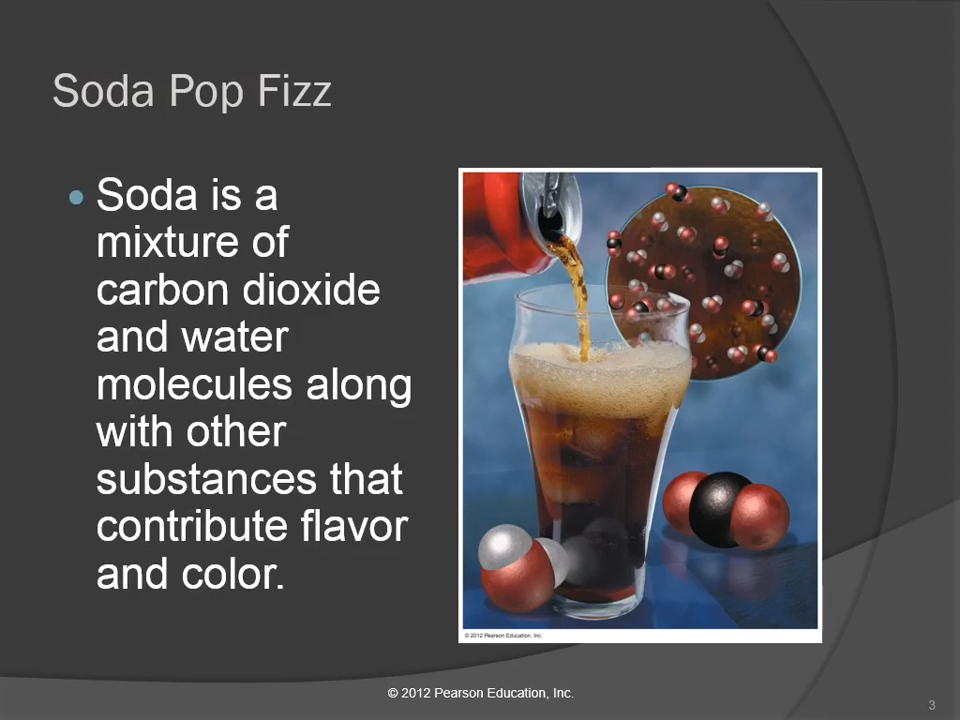 Soda Pop Fizz
Soda is a
mixture of
carbon dioxide
and water
molecules along
with other
substances that
contribute flavor
and color.
© 2012 Pearson Education, Inc.
© 2012 Pearson Education, Inc.
3